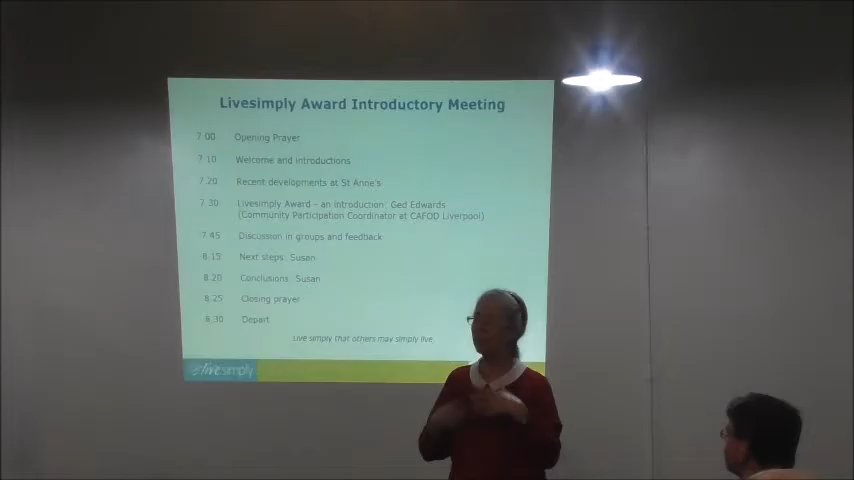 Livesimply Award Introductory Meeting
7.00 Opening Prayer
7.10 Welcome and introductions
7.20 Recent developments at St Anne's
7.30 Livesimply Award – an introduction: Ged Edwards
(Community Participation Coordinator at CAFOD Liverpool)
7.45 Discussion in groups and feedback
8.15 Next steps: Susan
8.20 Conclusions: Susan
8.25 Closing prayer
8.30 Depart
Live simply that others may simply live
livesimply